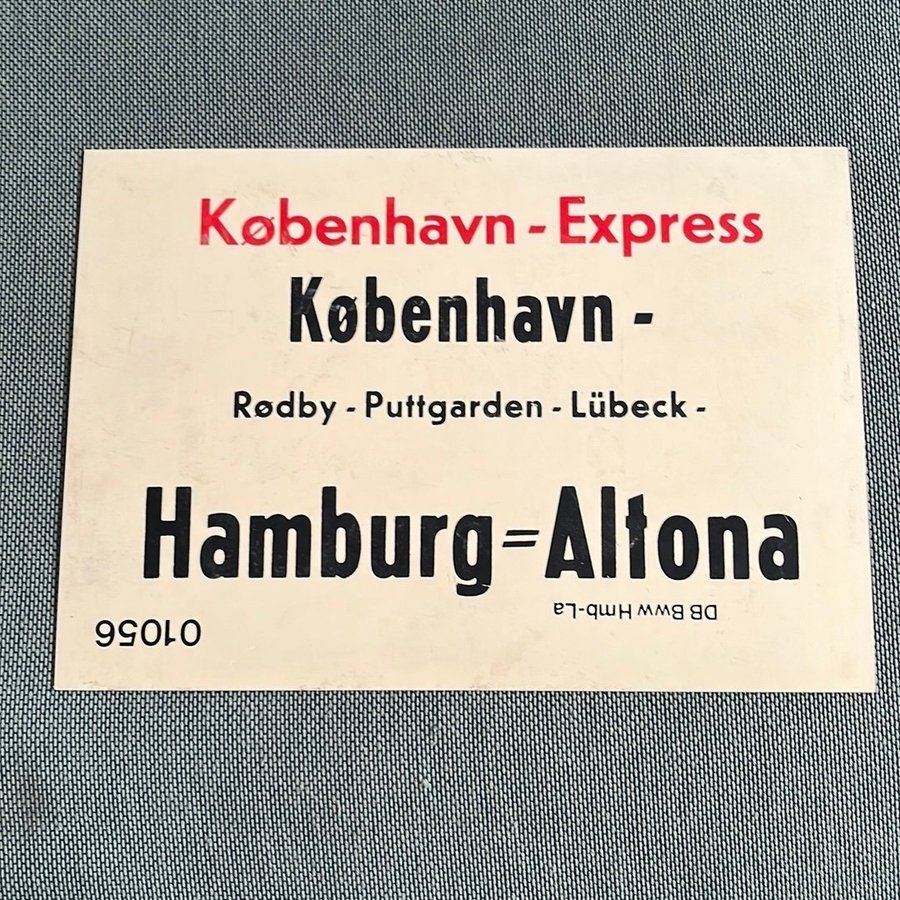 København - Express
København -
Rødby - Puttgarden - Lübeck -
Hamburg=Altona
DB Bww Hmb-La
01056